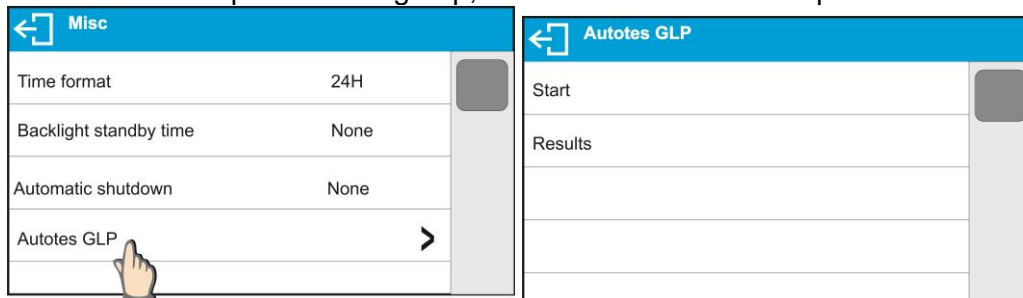 Misc
Time format 24H
Backlight standby time None
Automatic shutdown None
Autotes GLP
Autotes GLP
Start
Results